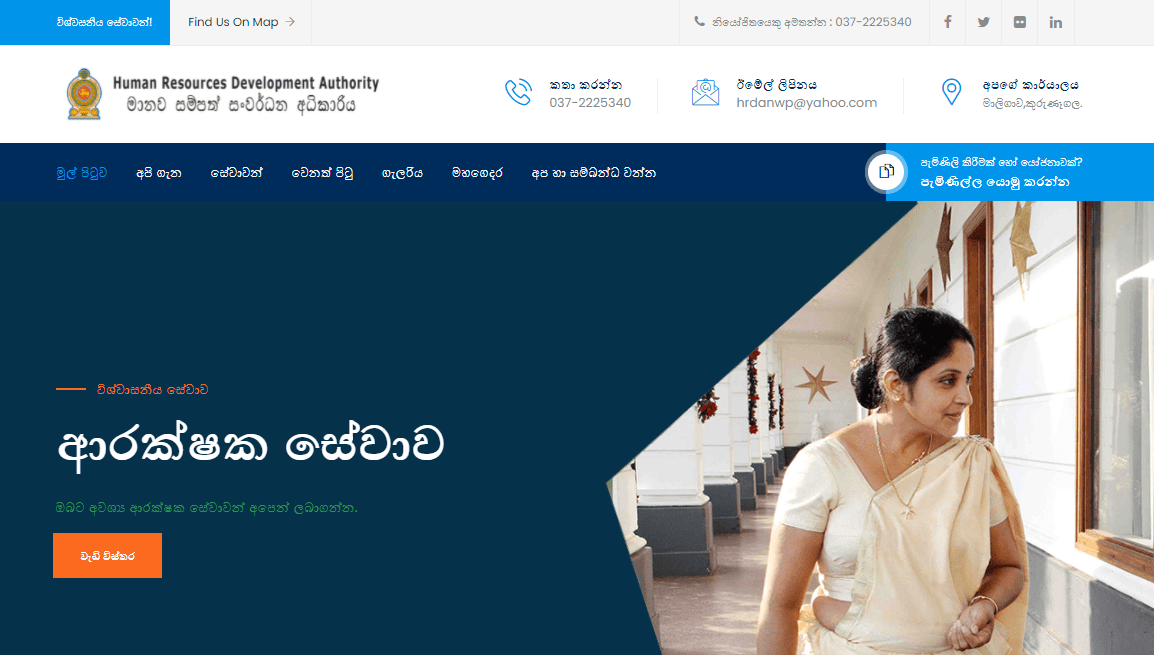 විශ්වසනීය සේවාවන්!
Find Us On Map
නියෝජිතයෙකු අමතන්න : 037-2225340
Human Resources Development Authority
මානව සම්පත් සංවර්ධන අධිකාරිය
කතා කරන්න
037-2225340
ඊමේල් ලිපිනය
hrdanwp@yahoo.com
අපගේ කාර්යාලය
මාලිගාව,කුරුණෑගල.
මුල් පිටුව
අපි ගැන
සේවාවන්
වෙනත් පිටු
ගැලරිය
මහගෙදර
අප හා සම්බන්ධ වන්න
පැමිණිලි කිරීමක් හෝ යෝජනාවක්?
පැමිණිල්ල යොමු කරන්න
විශ්වාසනීය සේවාව
ආරක්ෂක සේවාව
ඔබට අවශ්‍ය ආරක්ෂක සේවාවන් අපෙන් ලබාගන්න.
වැඩි විස්තර